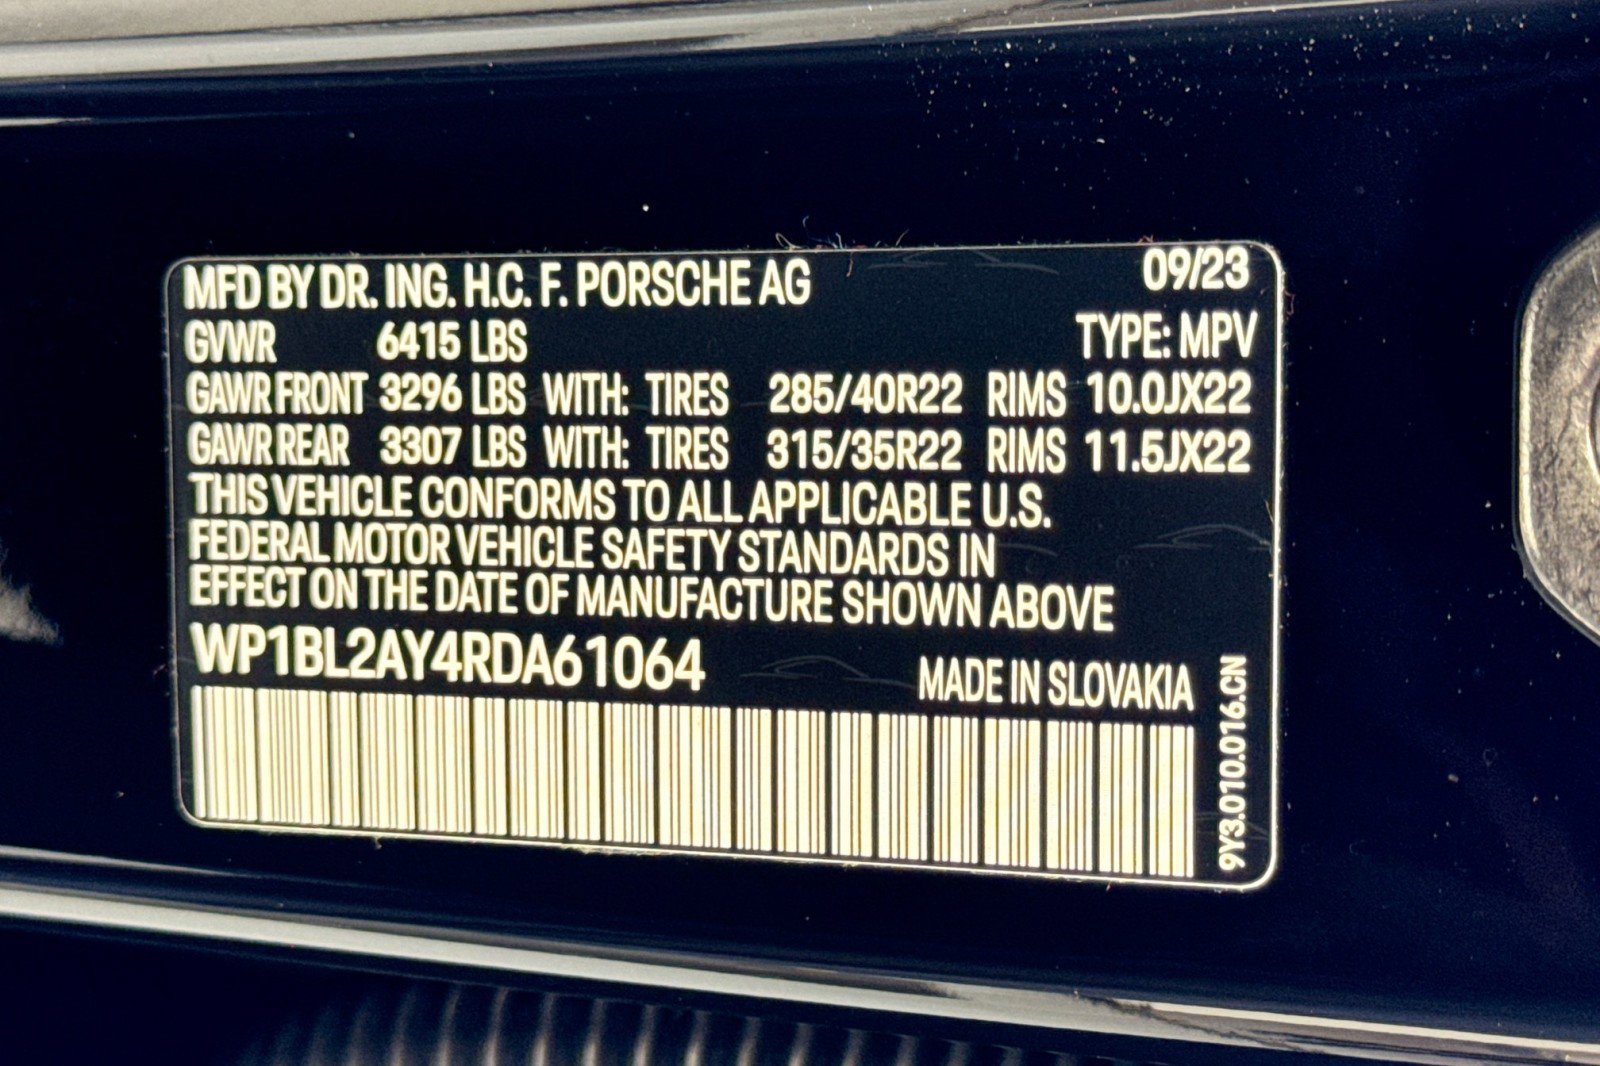 MFD BY DR. ING. H.C. F. PORSCHE AG 09/23
GVWR 6415 LBS TYPE: MPV
GAWR FRONT 3296 LBS WITH: TIRES 285/40R22 RIMS 10.0JX22
GAWR REAR 3307 LBS WITH: TIRES 315/35R22 RIMS 11.5JX22
THIS VEHICLE CONFORMS TO ALL APPLICABLE U.S.
FEDERAL MOTOR VEHICLE SAFETY STANDARDS IN
EFFECT ON THE DATE OF MANUFACTURE SHOWN ABOVE
WP1BL2AY4RDA61064 MADE IN SLOVAKIA
9Y3.010.016.CN